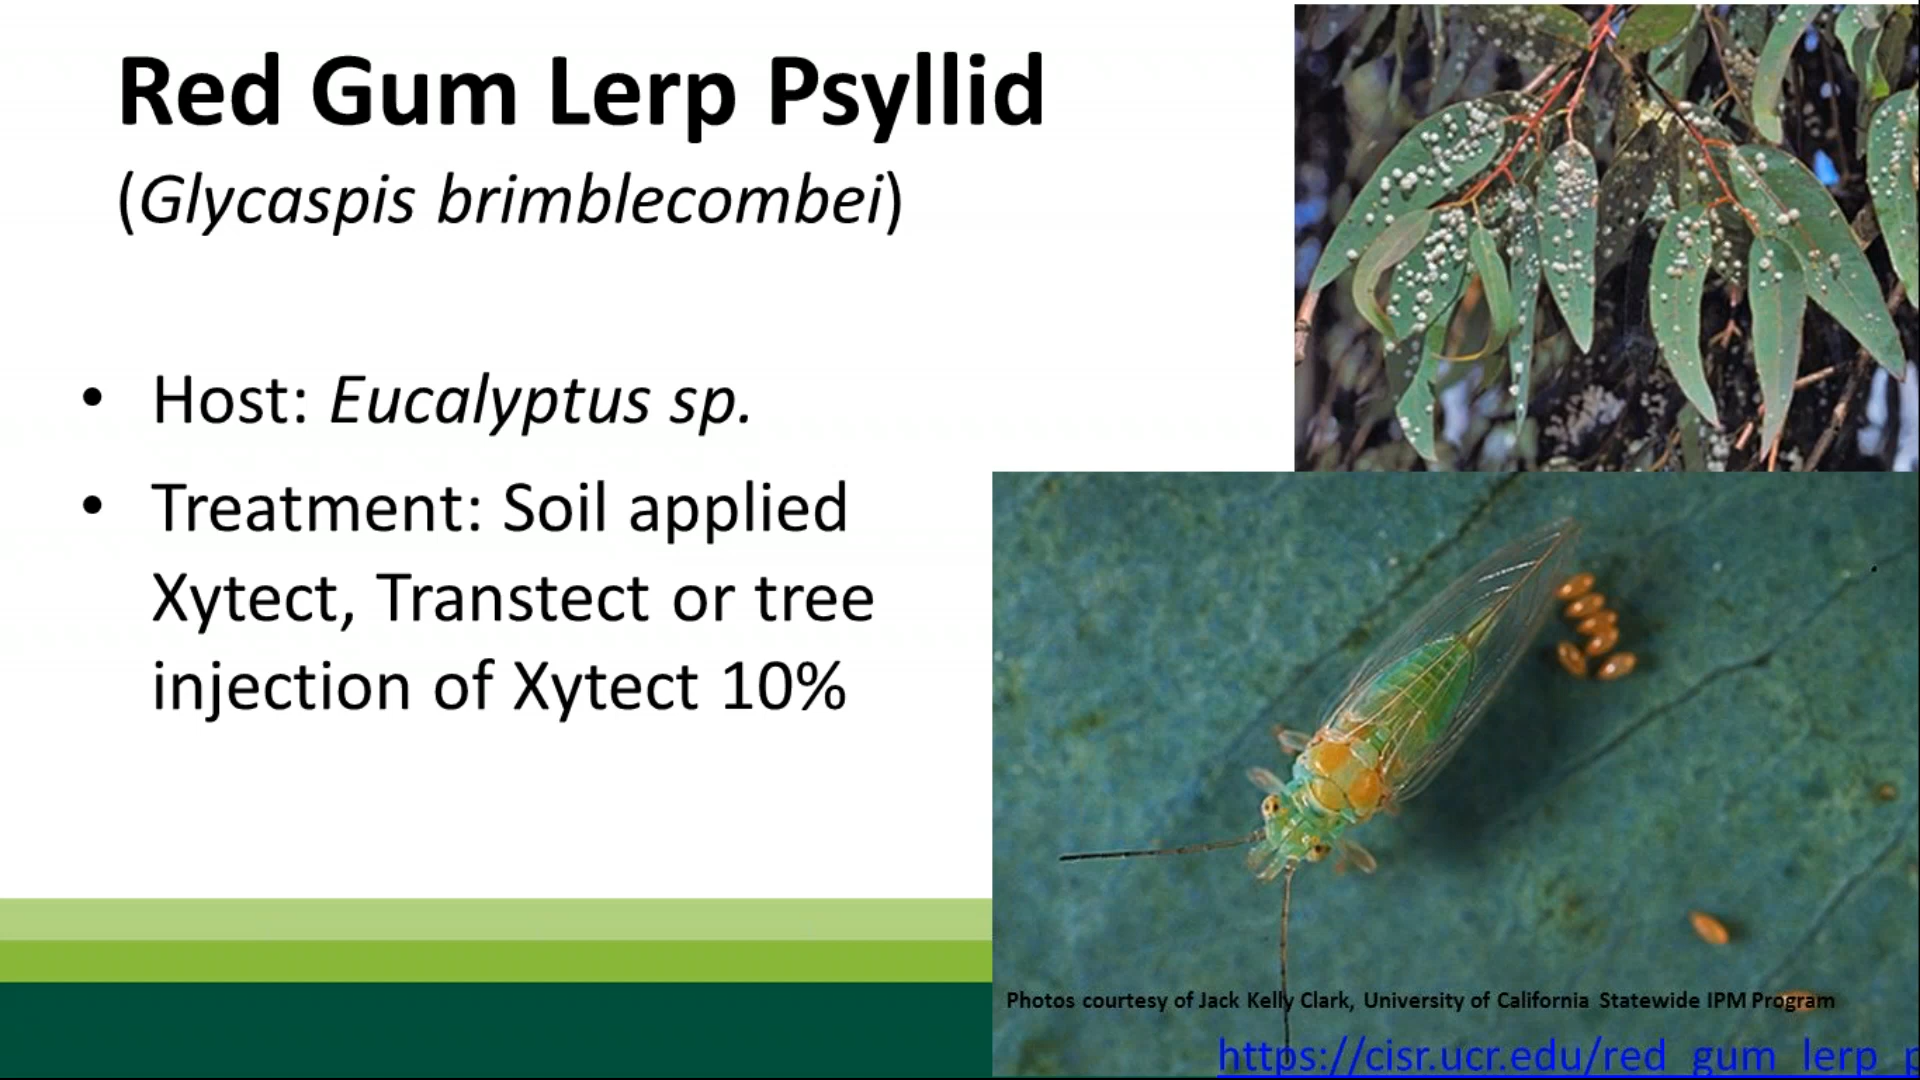 Red Gum Lerp Psyllid
(Glycaspis brimblecombei)
• Host: Eucalyptus sp.
• Treatment: Soil applied
Xytect, Transtect or tree
injection of Xytect 10%
Photos courtesy of Jack Kelly Clark, University of California Statewide IPM Program
https://cisr.ucr.edu/red_gum_lerp_p